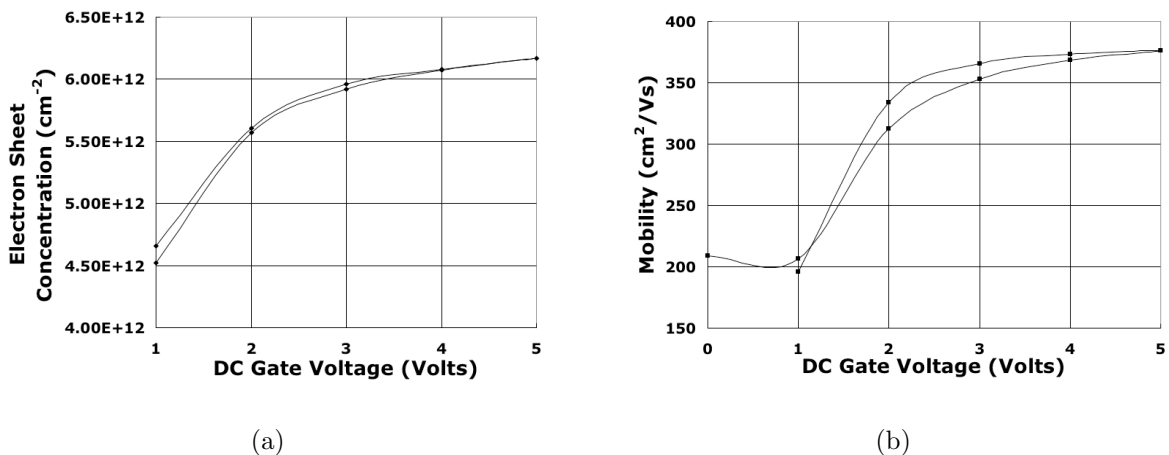 6.50E+12
6.00E+12
5.50E+12
5.00E+12
4.50E+12
4.00E+12
Electron Sheet
Concentration (cm⁻²)
1 2 3 4 5
DC Gate Voltage (Volts)
(a)
400
350
300
250
200
150
Mobility (cm²/Vs)
0 1 2 3 4 5
DC Gate Voltage (Volts)
(b)